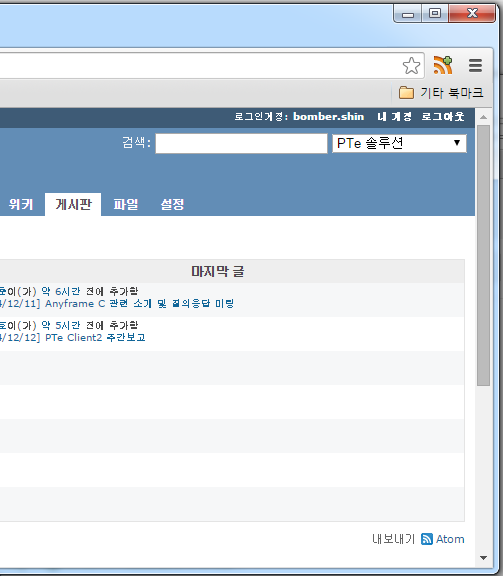 기타 북마크
로그인계정: bomber.shin 내 계정 로그아웃
검색: PTe 솔루션
위키 게시판 파일 설정
마지막 글
이(가) 약 6시간 전에 추가함
4/12/11] Anyframe C 관련 소개 및 질의응답 미팅
이(가) 약 5시간 전에 추가함
4/12/12] PTe Client2 주간보고
내보내기 Atom